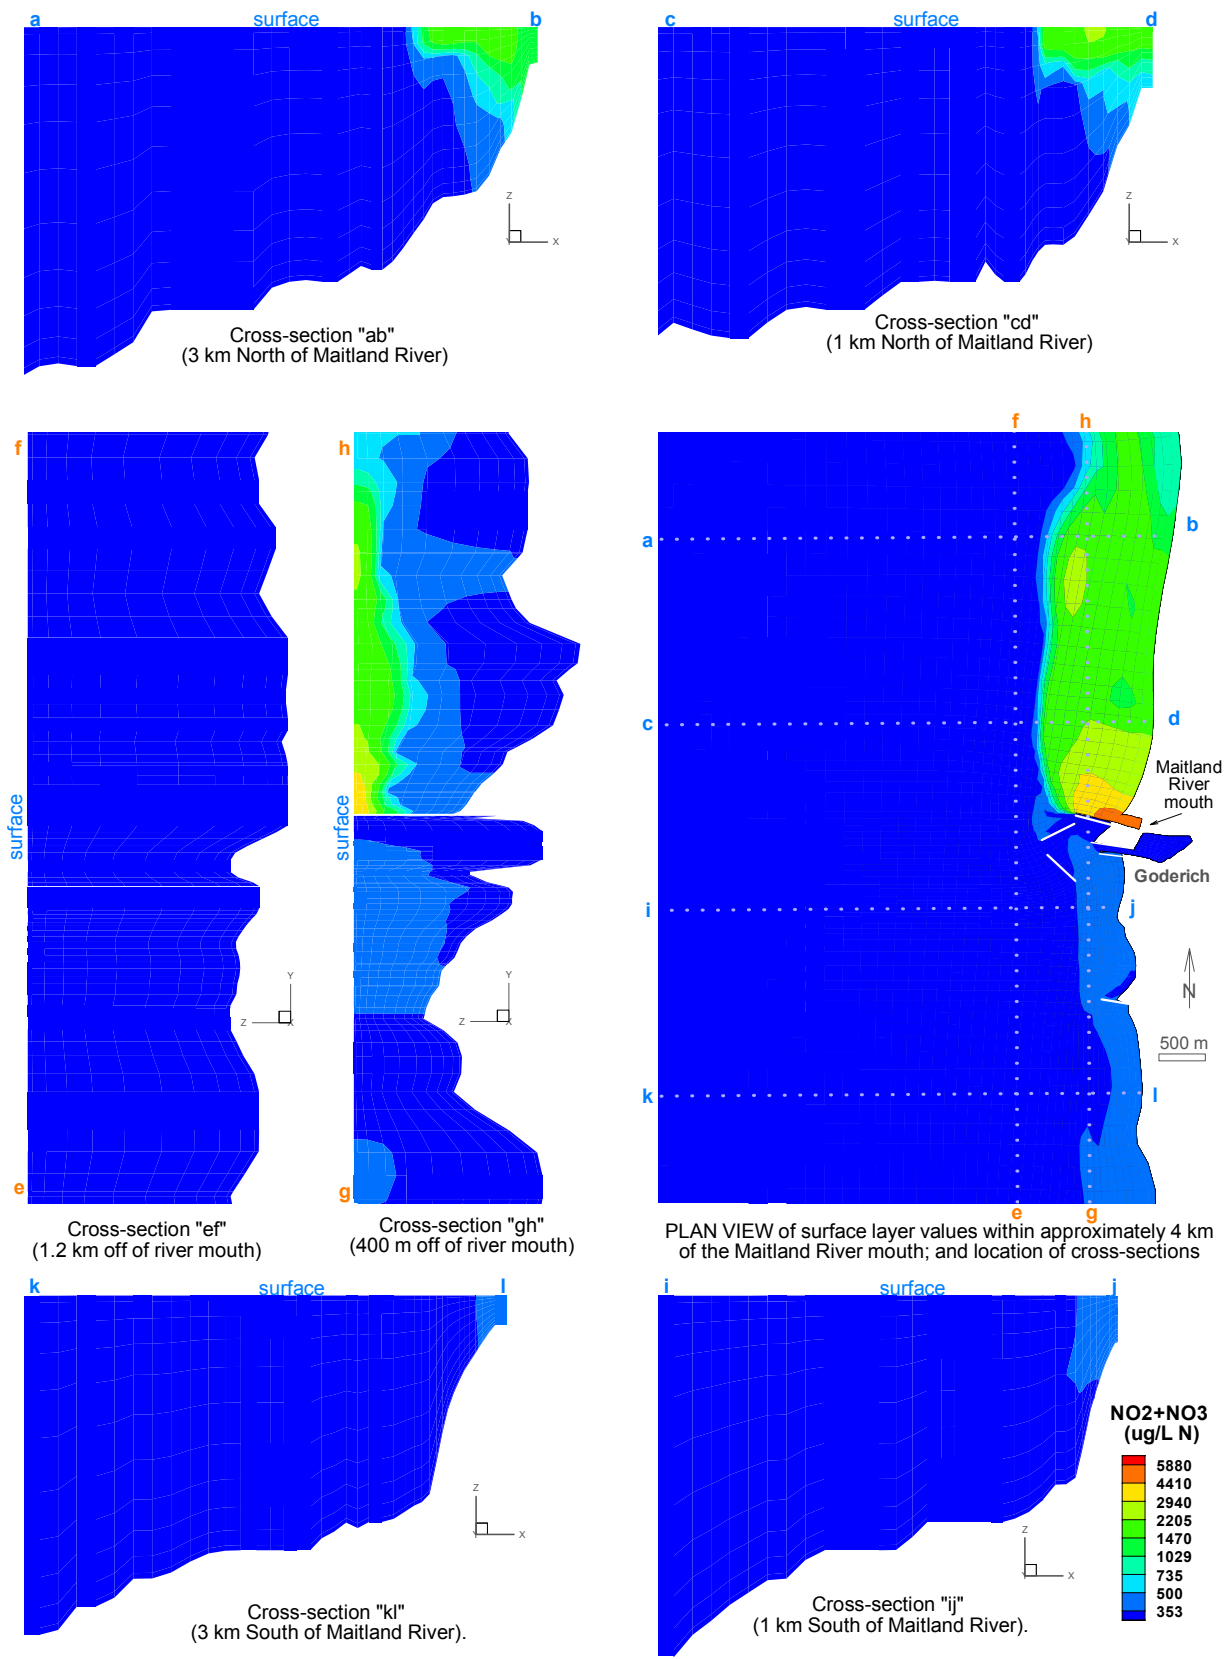 a surface b
c surface d
Z
X
Y
Z
X
Y
Cross-section "ab"
(3 km North of Maitland River)
Cross-section "cd"
(1 km North of Maitland River)
f
surface
e
Y
Z
X
Cross-section "ef"
(1.2 km off of river mouth)
h
surface
g
Y
Z
X
Cross-section "gh"
(400 m off of river mouth)
f h
a b
c d
Maitland
River
mouth
Goderich
i j
N
500 m
k l
e g
PLAN VIEW of surface layer values within approximately 4 km
of the Maitland River mouth; and location of cross-sections
k surface l
Z
Y
X
Cross-section "kl"
(3 km South of Maitland River).
i surface j
Z
Y
X
Cross-section "ij"
(1 km South of Maitland River).
NO2+NO3
(ug/L N)
5880
4410
2940
2205
1470
1029
735
500
353